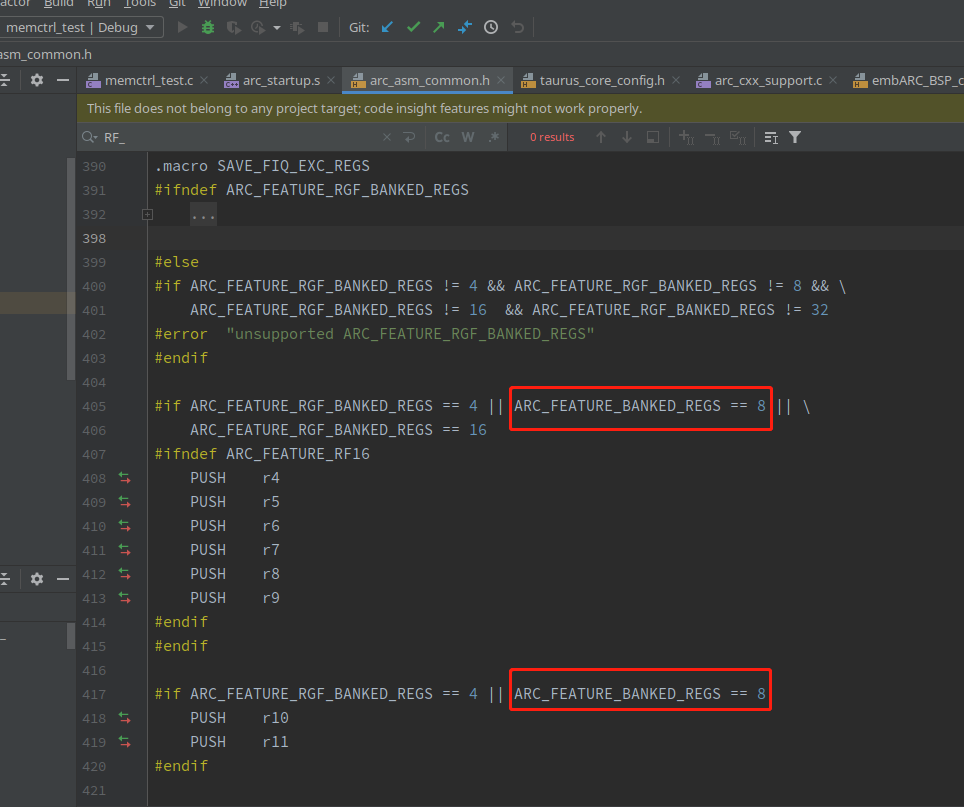 actor Build Run Tools Git Window Help
memctrl_test | Debug Git:
asm_common.h
memctrl_test.c arc_startup.s arc_asm_common.h taurus_core_config.h arc_cxx_support.c embARC_BSP_c
This file does not belong to any project target; code insight features might not work properly.
RF_ Cc W .* 0 results
390 .macro SAVE_FIQ_EXC_REGS
391 #ifndef ARC_FEATURE_RGF_BANKED_REGS
392 ...
398
399 #else
400 #if ARC_FEATURE_RGF_BANKED_REGS != 4 && ARC_FEATURE_RGF_BANKED_REGS != 8 && \
401 ARC_FEATURE_RGF_BANKED_REGS != 16 && ARC_FEATURE_RGF_BANKED_REGS != 32
402 #error "unsupported ARC_FEATURE_RGF_BANKED_REGS"
403 #endif
404
405 #if ARC_FEATURE_RGF_BANKED_REGS == 4 || ARC_FEATURE_BANKED_REGS == 8 || \
406 ARC_FEATURE_RGF_BANKED_REGS == 16
407 #ifndef ARC_FEATURE_RF16
408 PUSH r4
409 PUSH r5
410 PUSH r6
411 PUSH r7
412 PUSH r8
413 PUSH r9
414 #endif
415 #endif
416
417 #if ARC_FEATURE_RGF_BANKED_REGS == 4 || ARC_FEATURE_BANKED_REGS == 8
418 PUSH r10
419 PUSH r11
420 #endif
421